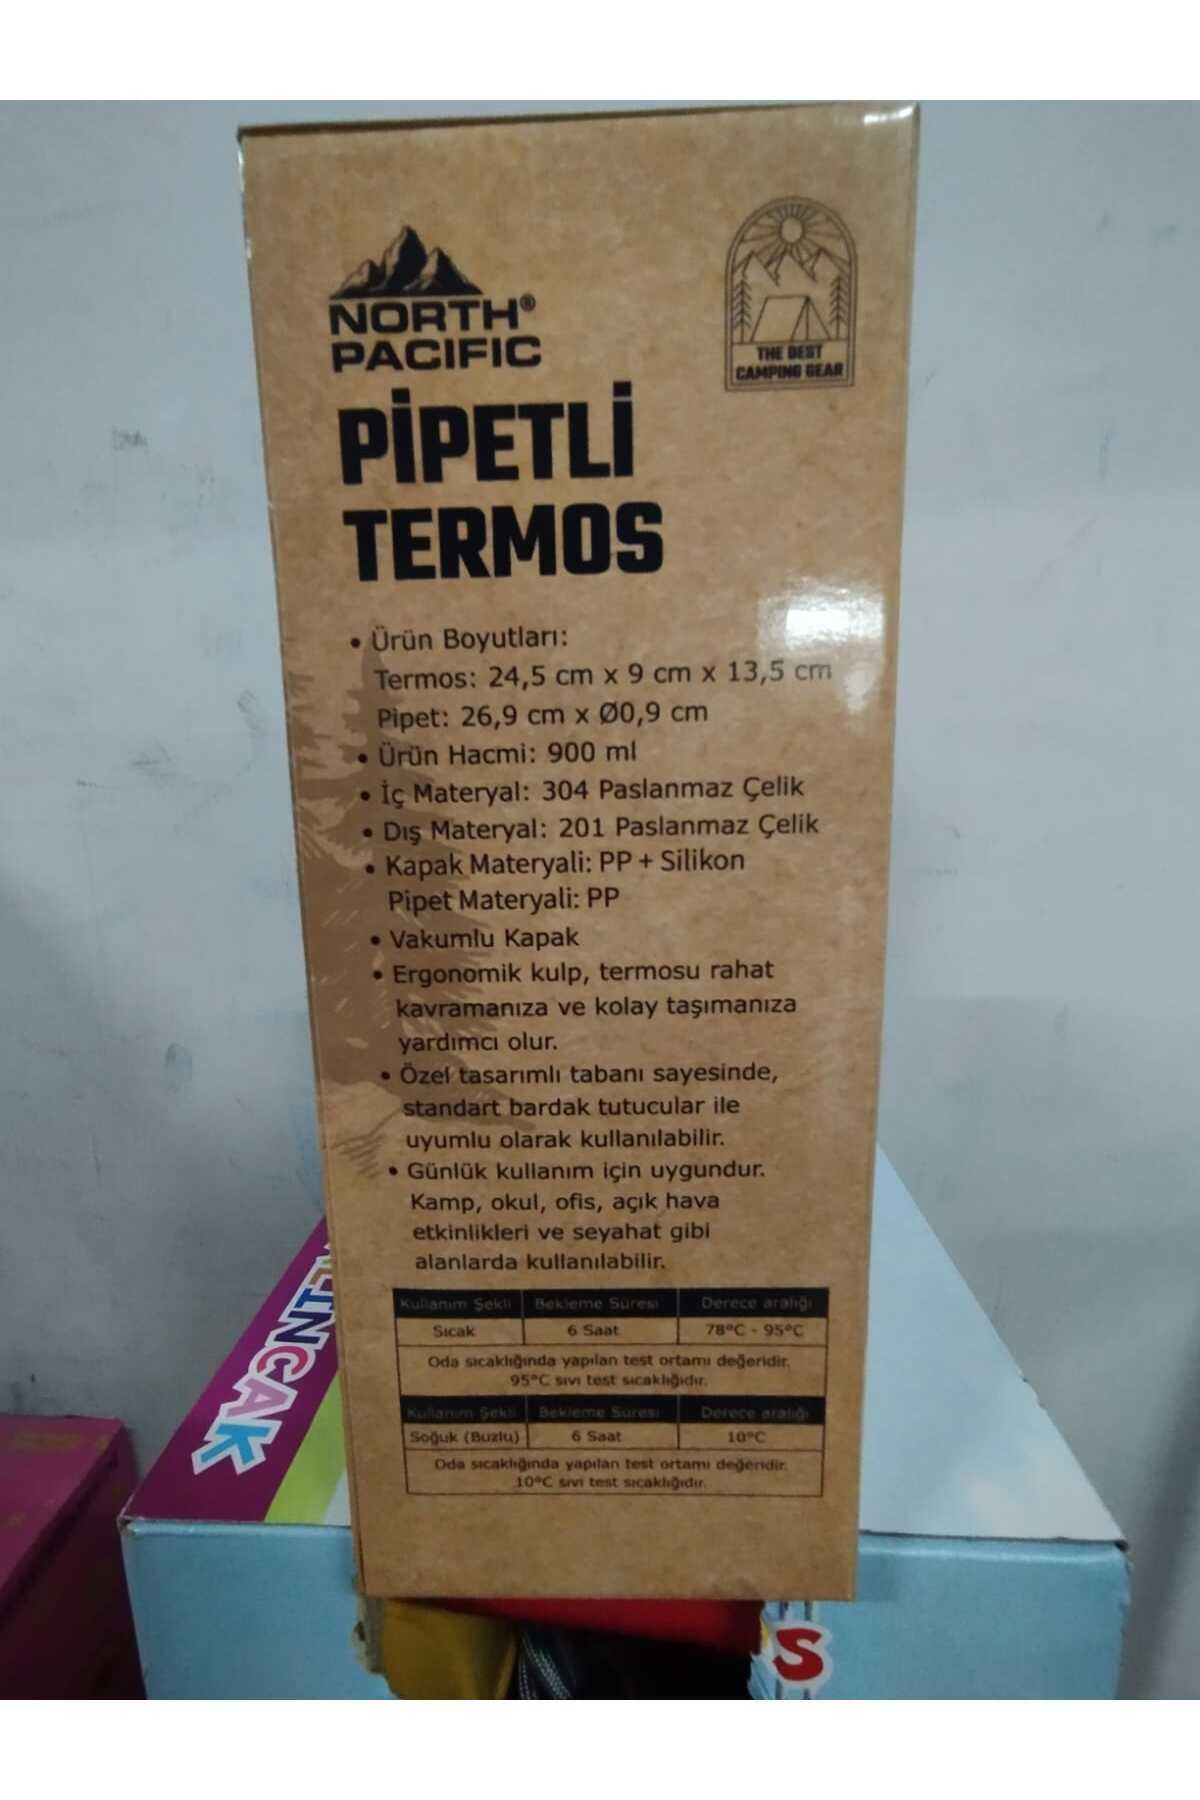 NORTH®
PACIFIC
THE BEST
CAMPING GEAR
PİPETLİ
TERMOS
• Ürün Boyutları:
Termos: 24,5 cm x 9 cm x 13,5 cm
Pipet: 26,9 cm x Ø0,9 cm
• Ürün Hacmi: 900 ml
• İç Materyal: 304 Paslanmaz Çelik
• Dış Materyal: 201 Paslanmaz Çelik
• Kapak Materyali: PP + Silikon
Pipet Materyali: PP
• Vakumlu Kapak
• Ergonomik kulp, termosu rahat
kavramanıza ve kolay taşımanıza
yardımcı olur.
• Özel tasarımlı tabanı sayesinde,
standart bardak tutucular ile
uyumlu olarak kullanılabilir.
• Günlük kullanım için uygundur.
Kamp, okul, ofis, açık hava
etkinlikleri ve seyahat gibi
alanlarda kullanılabilir.
Kullanım Şekli Bekleme Süresi Derece aralığı
Sıcak 6 Saat 78°C - 95°C
Oda sıcaklığında yapılan test ortamı değeridir.
95°C sıvı test sıcaklığıdır.
Kullanım Şekli Bekleme Süresi Derece aralığı
Soğuk (Buzlu) 6 Saat 10°C
Oda sıcaklığında yapılan test ortamı değeridir.
10°C sıvı test sıcaklığıdır.
LINCAK
S